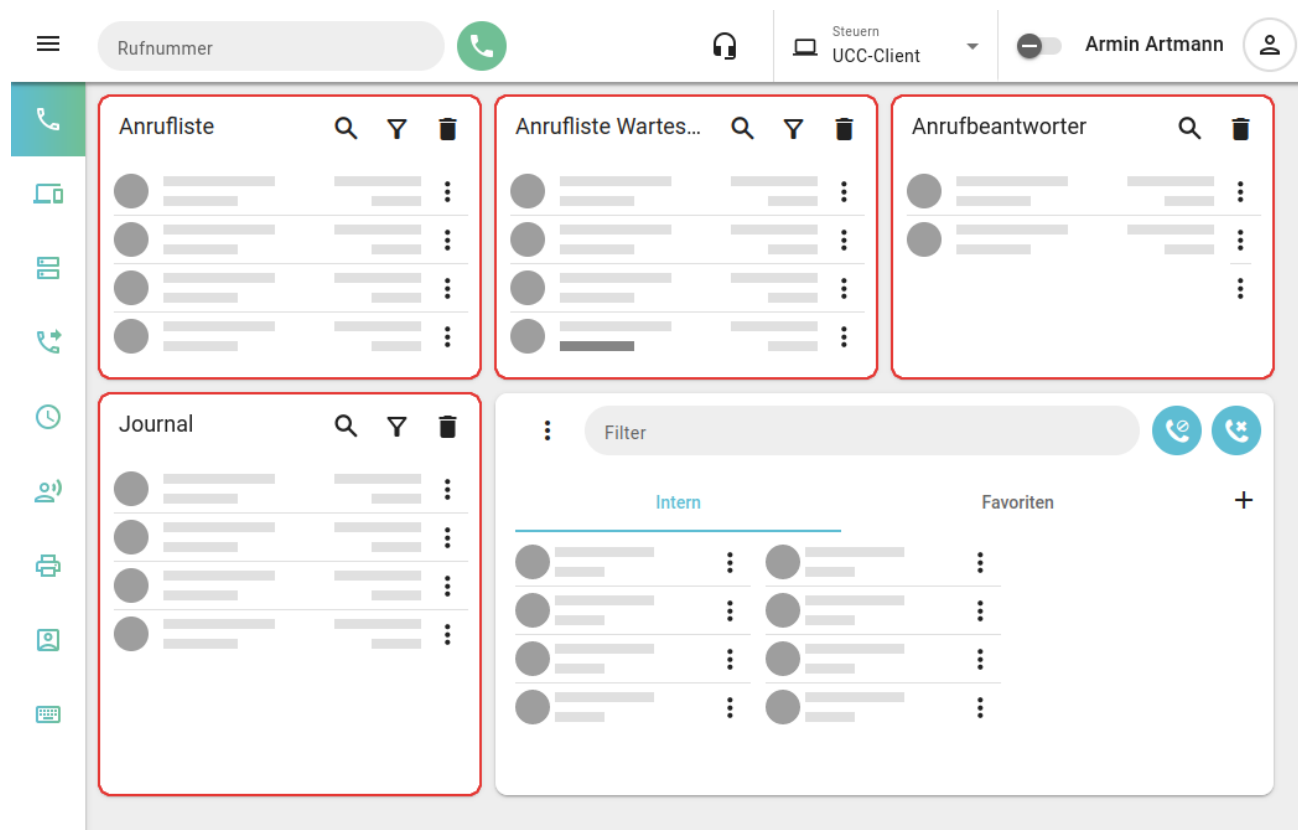 Rufnummer
Steuern
UCC-Client
Armin Artmann
Anrufliste
Anrufliste Wartes...
Anrufbeantworter
Journal
Filter
Intern
Favoriten